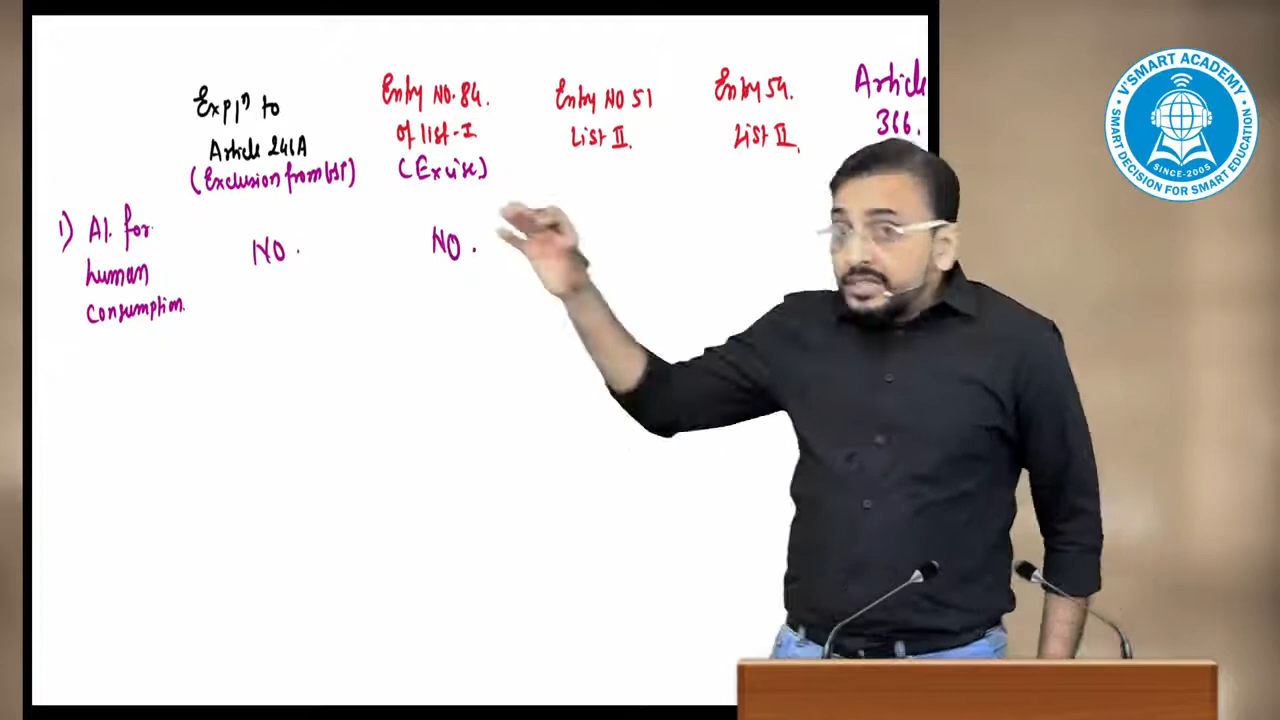 Expln to
Article 246A
(Exclusion from GST)
Entry NO. 84.
of list-I
(Excise)
Entry NO 51
List II.
Entry 54.
List II.
Article
366.
1) Al. for
human
consumption.
NO.
NO.
V'SMART ACADEMY
SINCE-2005
SMART DECISION FOR SMART EDUCATION